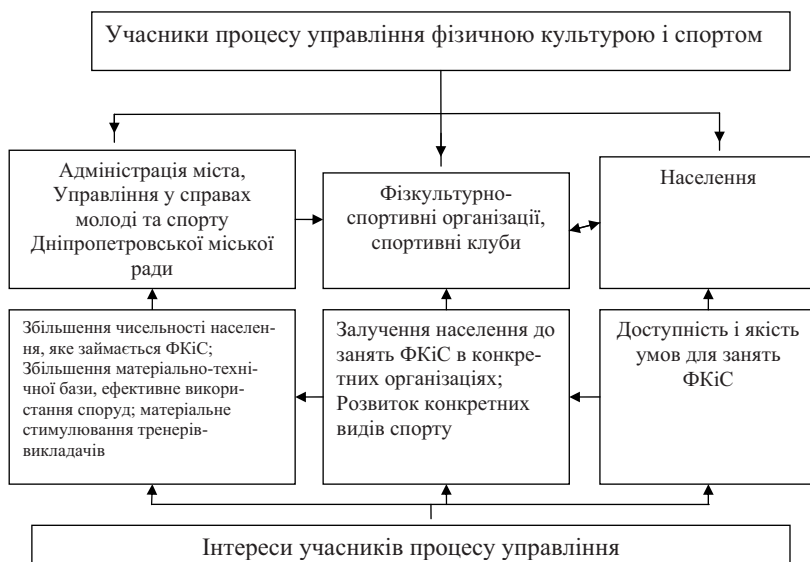 Учасники процесу управління фізичною культурою і спортом
Адміністрація міста,
Управління у справах
молоді та спорту
Дніпропетровської міської
ради
Фізкультурно-
спортивні організації,
спортивні клуби
Населення
Збільшення чисельності населен-
ня, яке займається ФКіС;
Збільшення матеріально-техні-
чної бази, ефективне викори-
стання споруд; матеріальне
стимулювання тренерів-
викладачів
Залучення населення до
занять ФКіС в конкре-
тних організаціях;
Розвиток конкретних
видів спорту
Доступність і якість
умов для занять
ФКіС
Інтереси учасників процесу управління